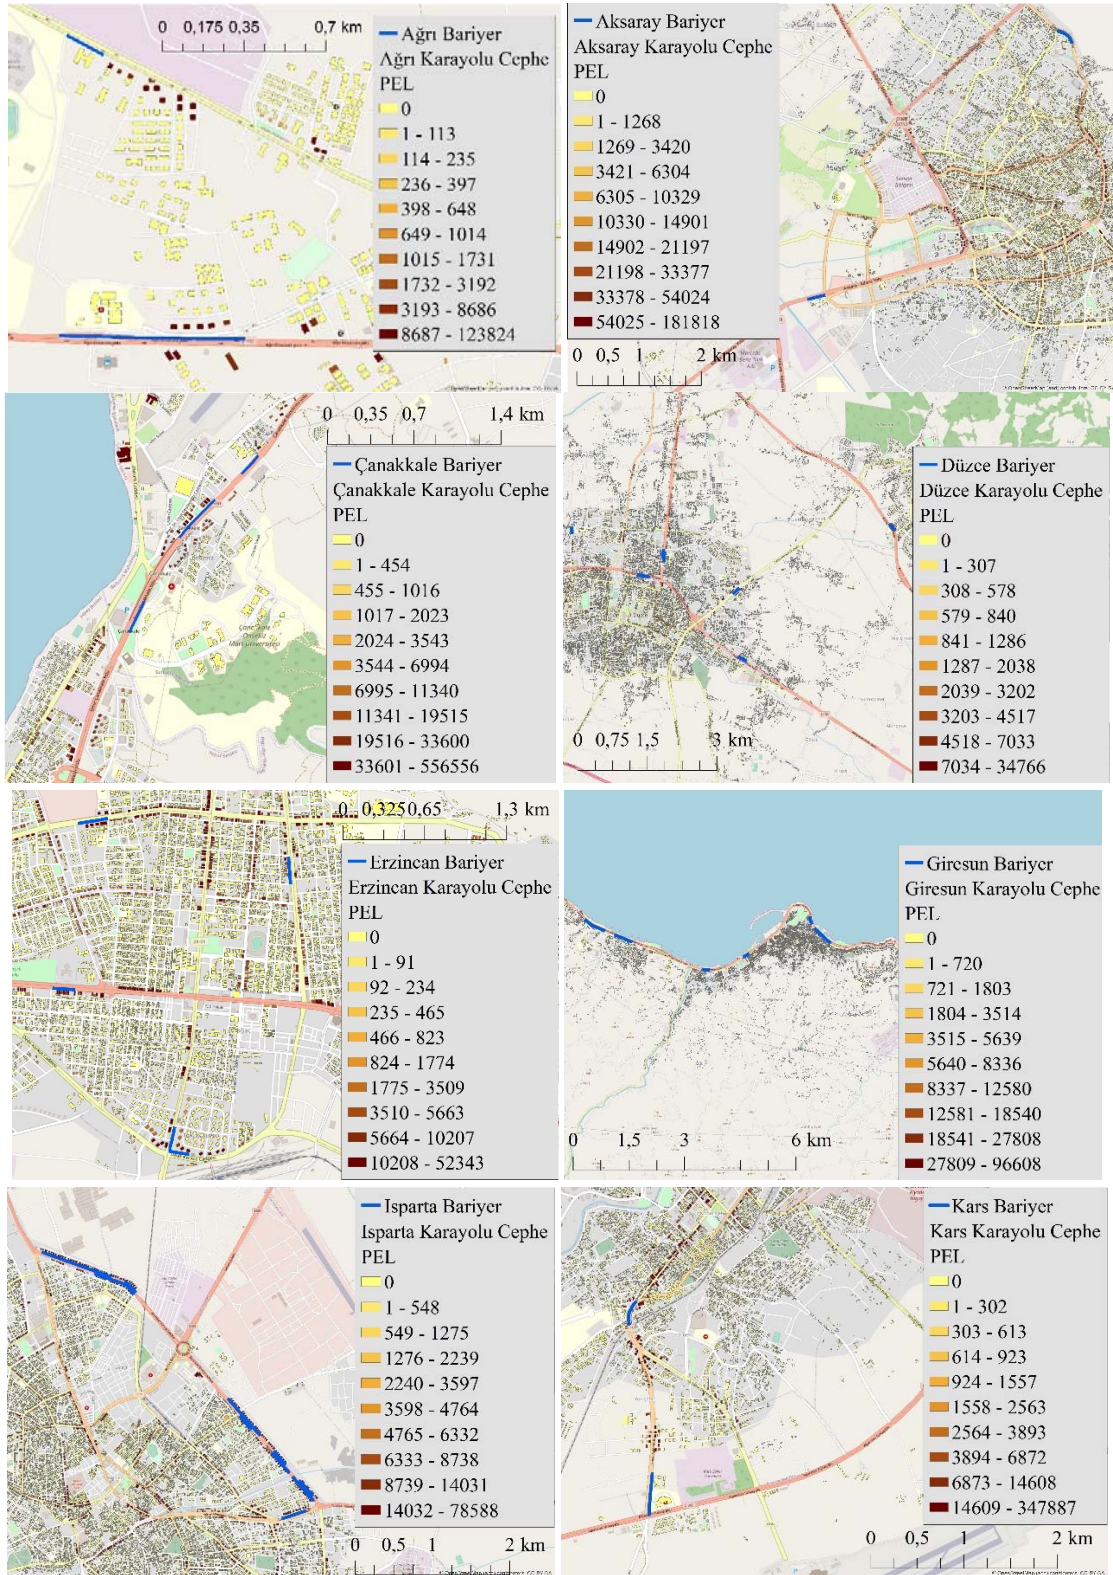 0 0,175 0,35 0,7 km
Ağrı Bariyer
Ağrı Karayolu Cephe
PEL
0
1 - 113
114 - 235
236 - 397
398 - 648
649 - 1014
1015 - 1731
1732 - 3192
3193 - 8686
8687 - 123824
Aksaray Bariyer
Aksaray Karayolu Cephe
PEL
0
1 - 1268
1269 - 3420
3421 - 6304
6305 - 10329
10330 - 14901
14902 - 21197
21198 - 33377
33378 - 54024
54025 - 181818
0 0,5 1 2 km
0 0,35 0,7 1,4 km
Çanakkale Bariyer
Çanakkale Karayolu Cephe
PEL
0
1 - 454
455 - 1016
1017 - 2023
2024 - 3543
3544 - 6994
6995 - 11340
11341 - 19515
19516 - 33600
33601 - 556556
Düzce Bariyer
Düzce Karayolu Cephe
PEL
0
1 - 307
308 - 578
579 - 840
841 - 1286
1287 - 2038
2039 - 3202
3203 - 4517
4518 - 7033
7034 - 34766
0 0,75 1,5 3 km
0 0,325 0,65 1,3 km
Erzincan Bariyer
Erzincan Karayolu Cephe
PEL
0
1 - 91
92 - 234
235 - 465
466 - 823
824 - 1774
1775 - 3509
3510 - 5663
5664 - 10207
10208 - 52343
Giresun Bariyer
Giresun Karayolu Cephe
PEL
0
1 - 720
721 - 1803
1804 - 3514
3515 - 5639
5640 - 8336
8337 - 12580
12581 - 18540
18541 - 27808
27809 - 96608
0 1,5 3 6 km
Isparta Bariyer
Isparta Karayolu Cephe
PEL
0
1 - 548
549 - 1275
1276 - 2239
2240 - 3597
3598 - 4764
4765 - 6332
6333 - 8738
8739 - 14031
14032 - 78588
0 0,5 1 2 km
Kars Bariyer
Kars Karayolu Cephe
PEL
0
1 - 302
303 - 613
614 - 923
924 - 1557
1558 - 2563
2564 - 3893
3894 - 6872
6873 - 14608
14609 - 347887
0 0,5 1 2 km